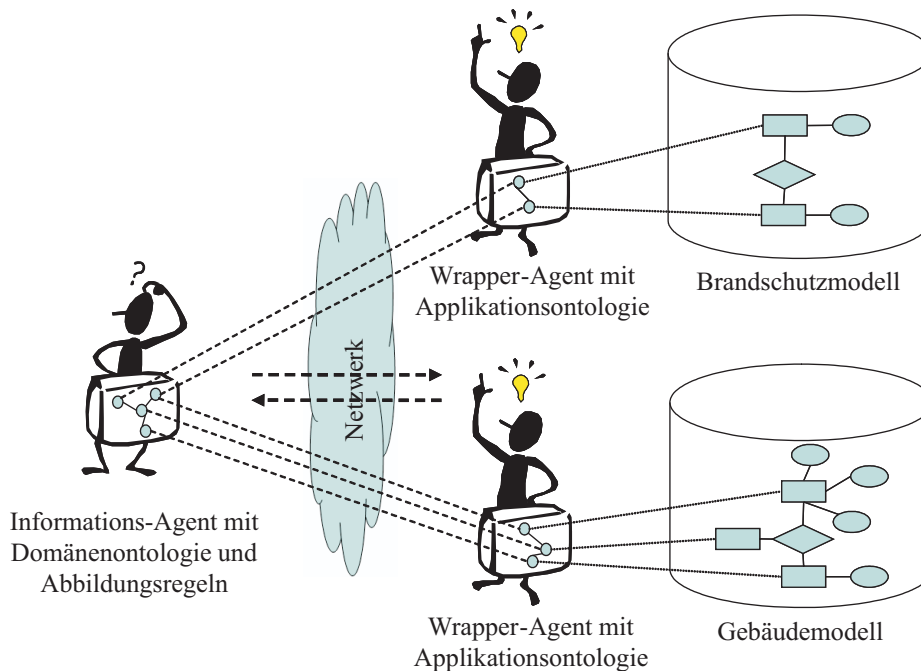 Wrapper-Agent mit
Applikationsontologie
Brandschutzmodell
?
Netzwerk
Informations-Agent mit
Domänenontologie und
Abbildungsregeln
Wrapper-Agent mit
Applikationsontologie
Gebäudemodell